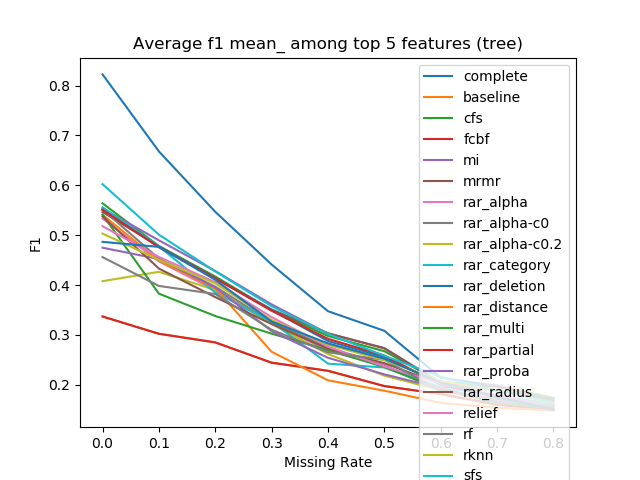 Average f1 mean_ among top 5 features (tree)
F1
0.8
0.7
0.6
0.5
0.4
0.3
0.2
complete
baseline
cfs
fcbf
mi
mrmr
rar_alpha
rar_alpha-c0
rar_alpha-c0.2
rar_category
rar_deletion
rar_distance
rar_multi
rar_partial
rar_proba
rar_radius
relief
rf
rknn
sfs
0.0 0.1 0.2 0.3 0.4 0.5 0.6 0.7 0.8
Missing Rate